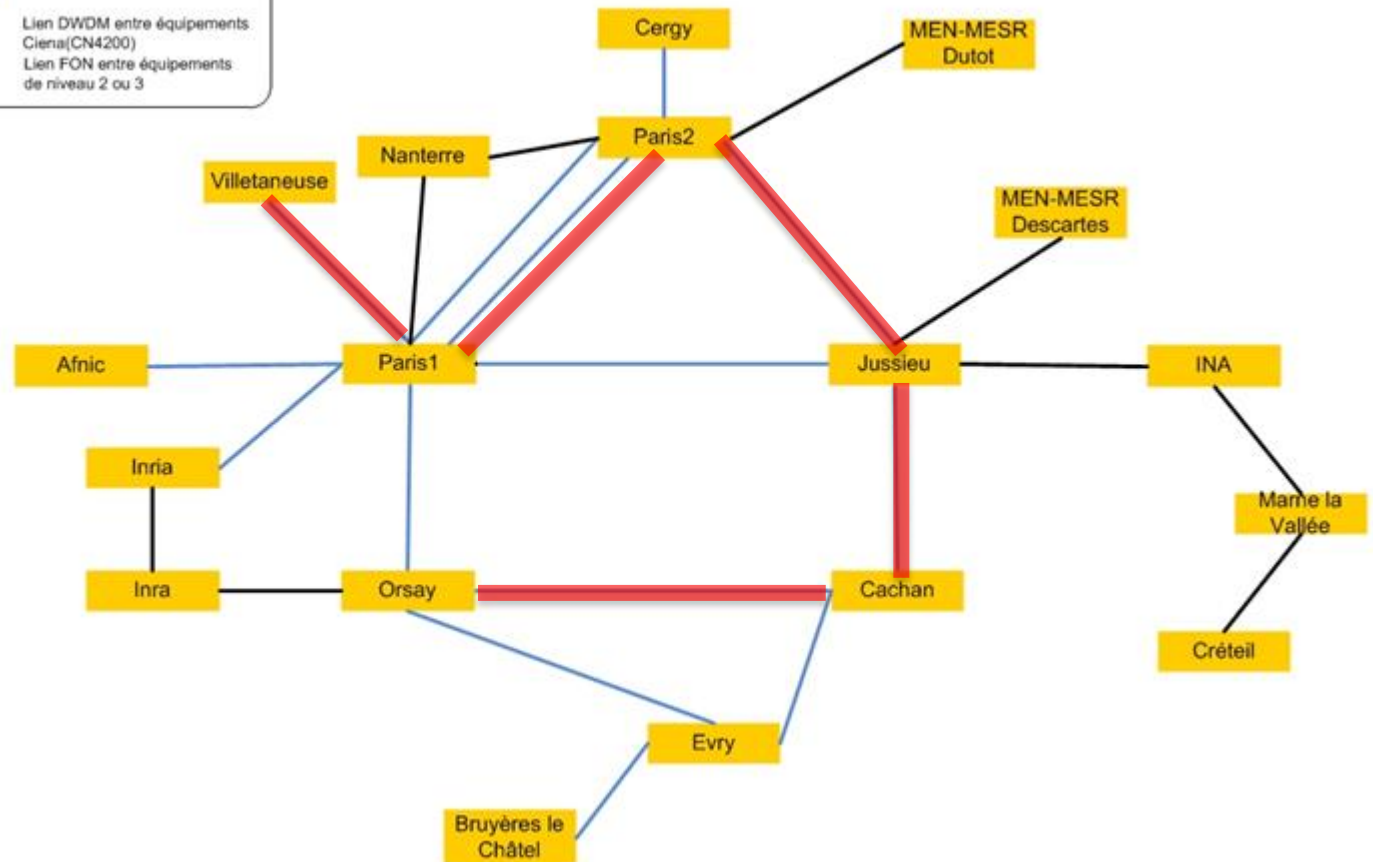 Lien DWDM entre équipements
Ciena(CN4200)
Lien FON entre équipements
de niveau 2 ou 3
Cergy
MEN-MESR
Dutot
Paris2
Nanterre
Villetaneuse
MEN-MESR
Descartes
Afnic
Paris1
Jussieu
INA
Inria
Marne la
Vallée
Inra
Orsay
Cachan
Créteil
Evry
Bruyères le
Châtel